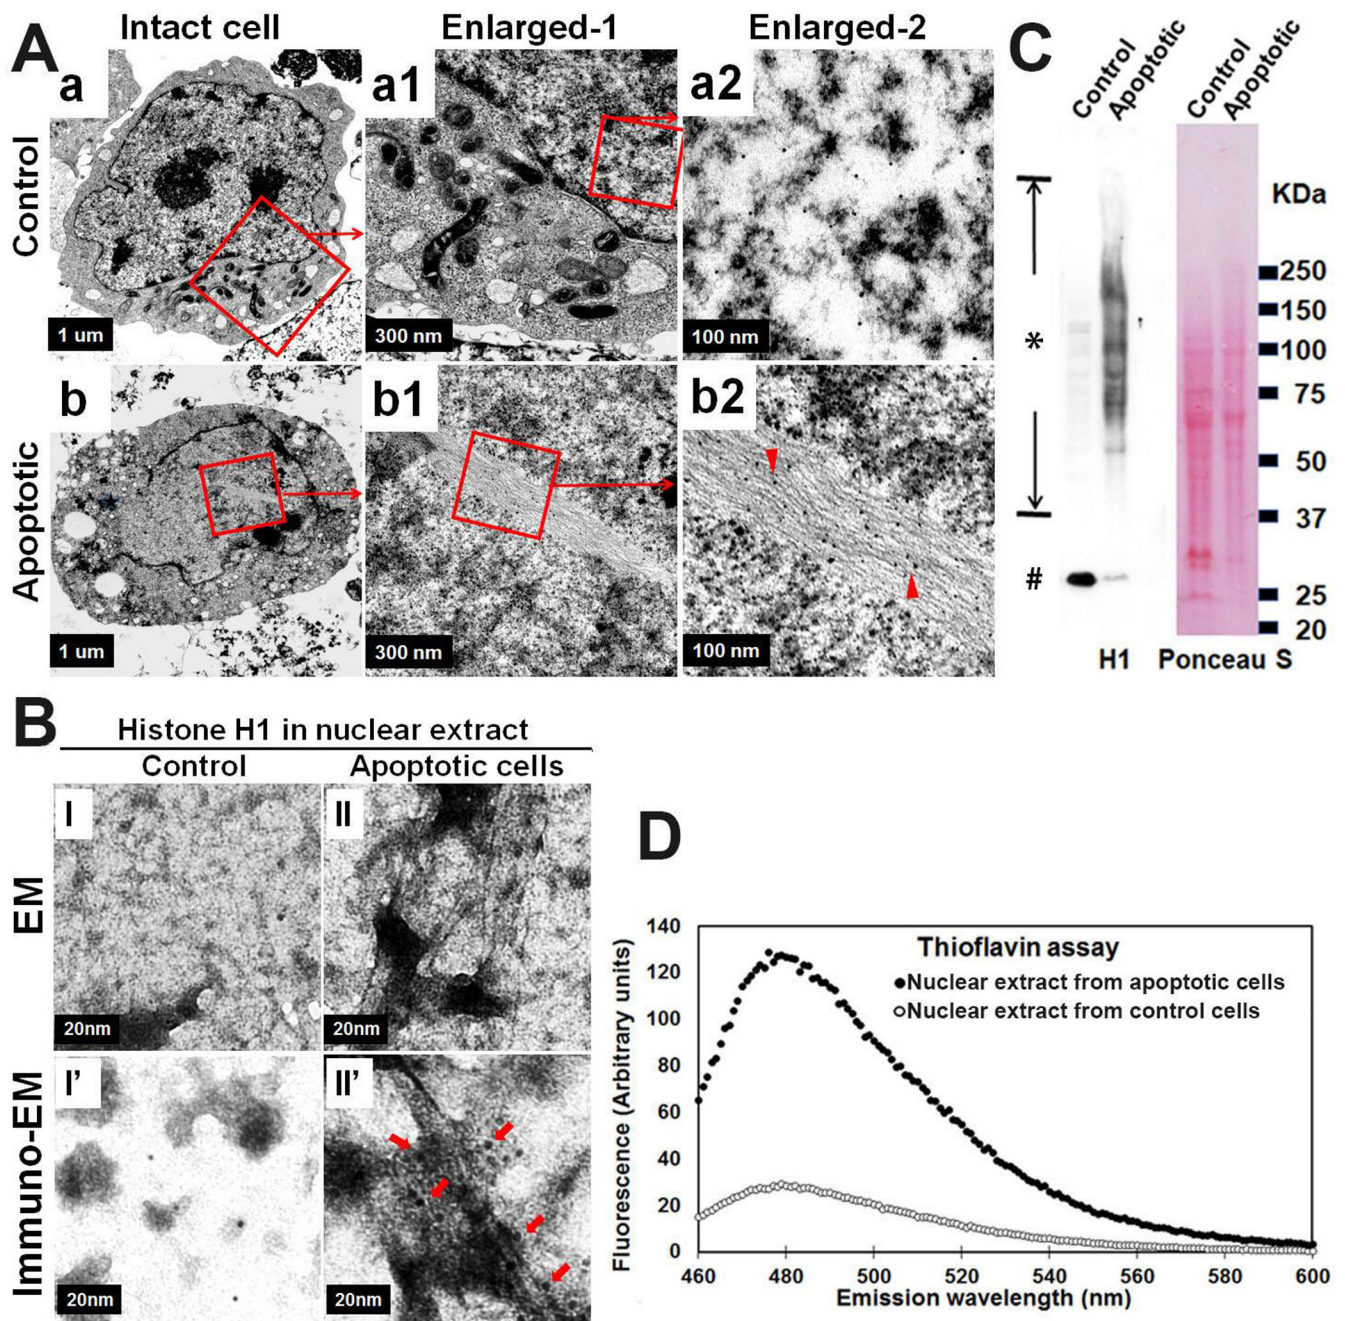 A
Intact cell
Enlarged-1
Enlarged-2
Control
a
1 um
a1
300 nm
a2
100 nm
Apoptotic
b
1 um
b1
300 nm
b2
100 nm
C
Control
Apoptotic
Control
Apoptotic
KDa
250
150
*
100
75
50
37
#
25
20
H1
Ponceau S
B
Histone H1 in nuclear extract
Control
Apoptotic cells
EM
I
20nm
II
20nm
Immuno-EM
I'
20nm
II'
20nm
D
Thioflavin assay
Nuclear extract from apoptotic cells
Nuclear extract from control cells
Fluorescence (Arbitrary units)
140
120
100
80
60
40
20
0
460
480
500
520
540
560
580
600
Emission wavelength (nm)